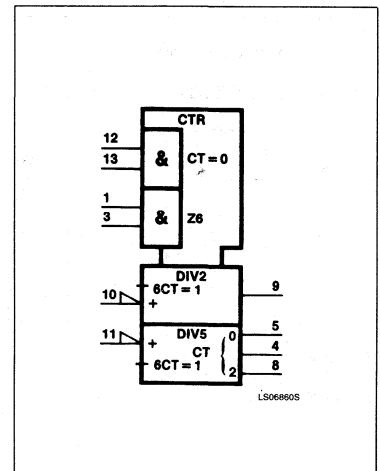 CTR
12
13
& CT = 0
1
3
& Z6
DIV2
6CT = 1
9
10
+
DIV5
11
+
0
5
CT
4
6CT = 1
2
8
LS06860S